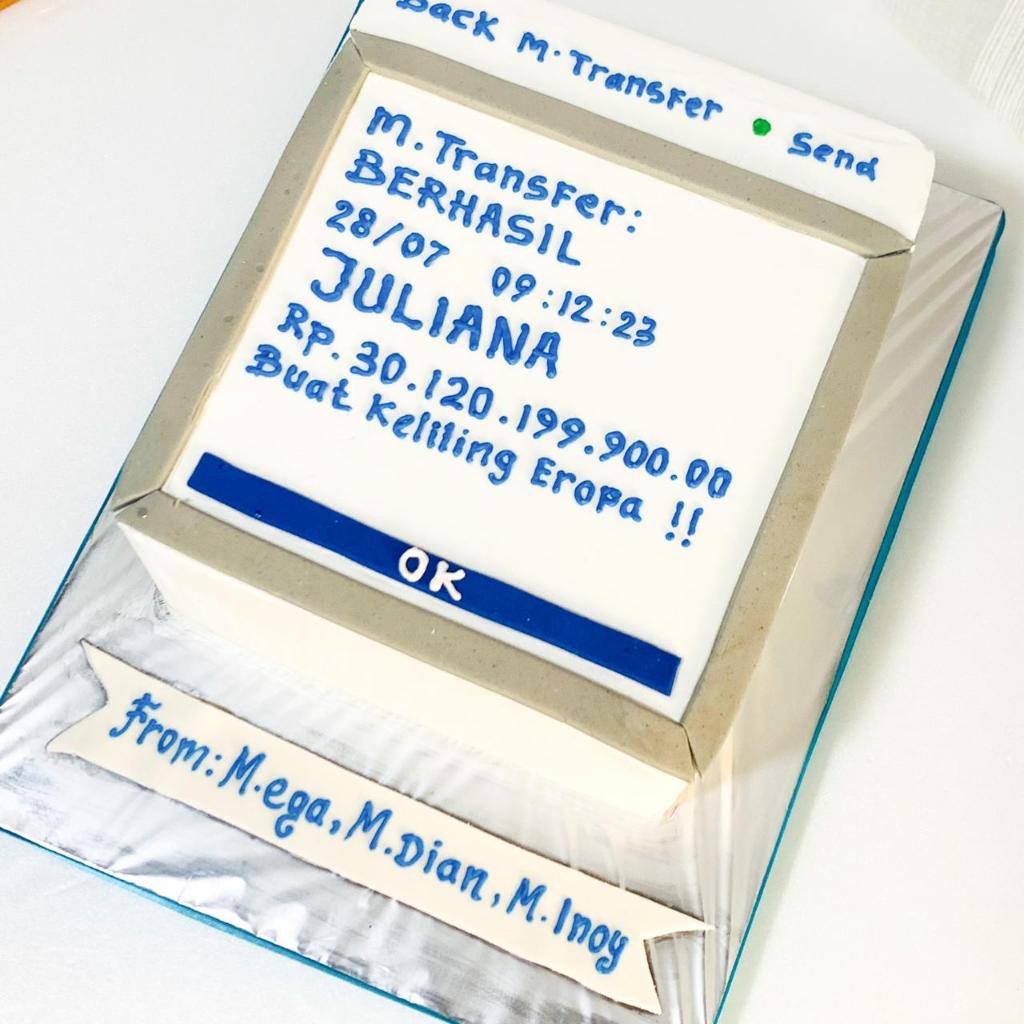 Back M.Transfer • Send
M.Transfer:
BERHASIL
28/07 09:12:23
JULIANA
Rp. 30.120.199.900.00
Buat Keliling Eropa !!
OK
From: M.ega, M.Dian, M.Inoy